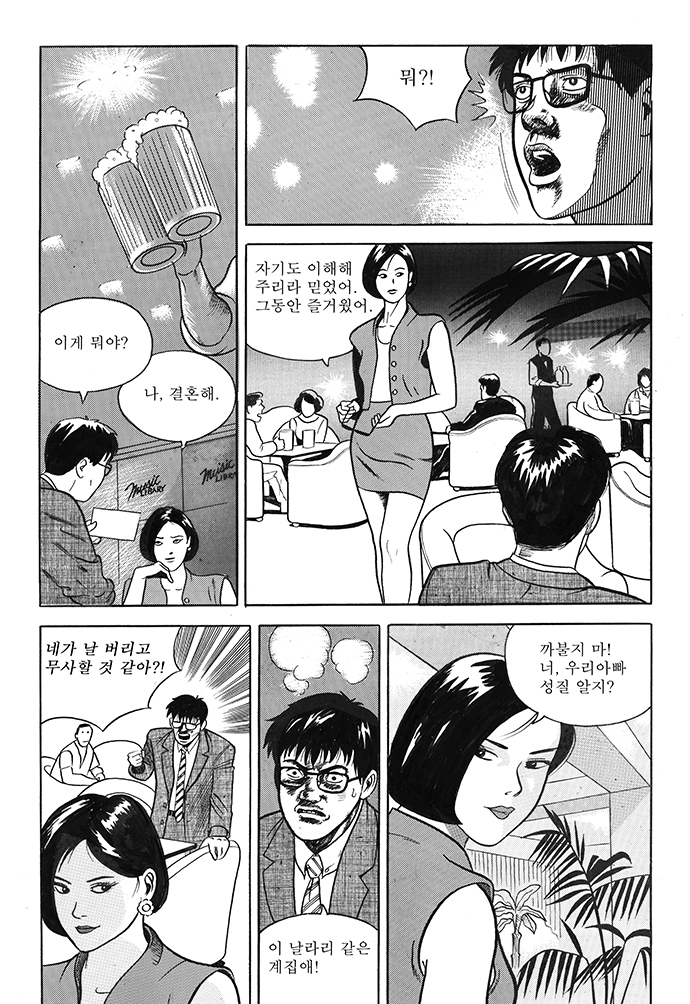 이게 뭐야?
나, 결혼해.
Music
LIBRARY
Music
LIBR
뭐?!
자기도 이해해
주리라 믿었어.
그동안 즐거웠어.
네가 날 버리고
무사할 것 같아?!
이 날라리 같은
계집애!
까불지 마!
너, 우리아빠
성질 알지?